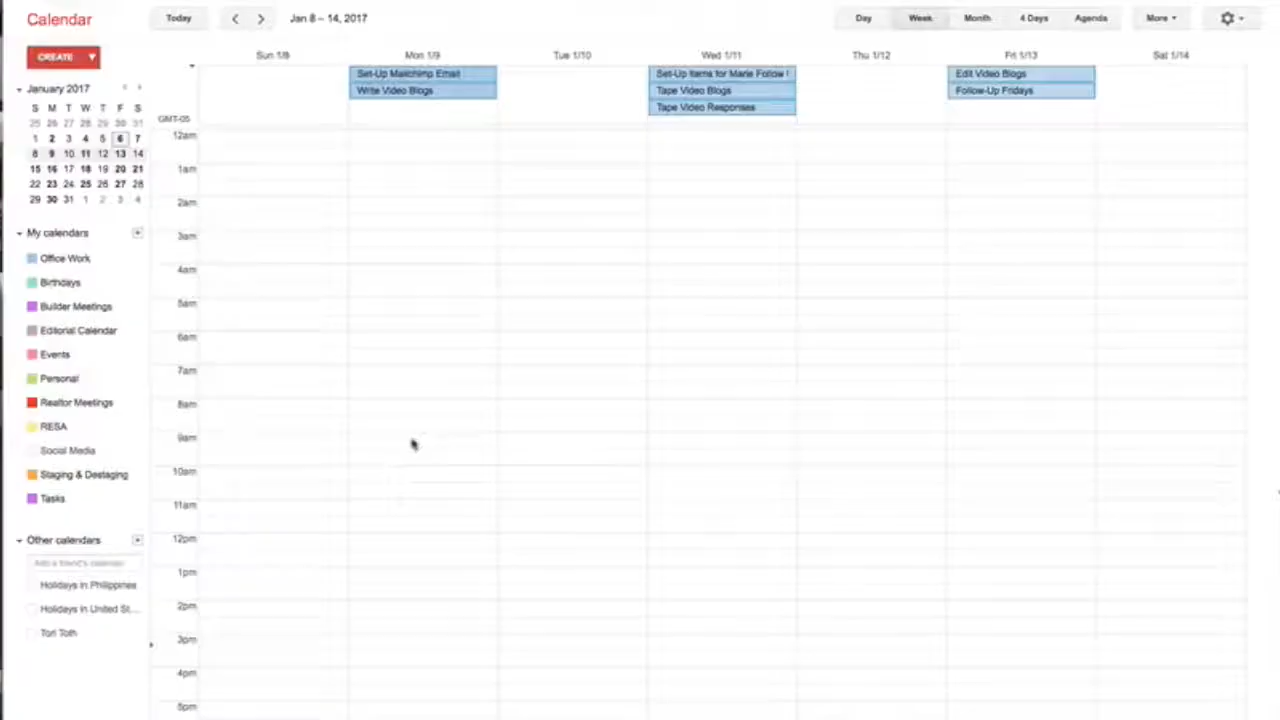 Calendar
Today
Jan 8 – 14, 2017
Day Week Month 4 Days Agenda
More
CREATE
Sun 1/8 Mon 1/9 Tue 1/10 Wed 1/11 Thu 1/12 Fri 1/13 Sat 1/14
Set-Up Mailchimp Email
Write Video Blogs
Set-Up Items for Marie Follow
Tape Video Blogs
Tape Video Responses
Edit Video Blogs
Follow-Up Fridays
January 2017
S M T W T F S
25 26 27 28 29 30 31
1 2 3 4 5 6 7
8 9 10 11 12 13 14
15 16 17 18 19 20 21
22 23 24 25 26 27 28
29 30 31 1 2 3 4
My calendars
Office Work
Birthdays
Builder Meetings
Editorial Calendar
Events
Personal
Realtor Meetings
RESA
Social Media
Staging & Destaging
Tasks
Other calendars
Add a friend's calendar
Holidays in Philippines
Holidays in United St...
Tori Toth
GMT-05
12am
1am
2am
3am
4am
5am
6am
7am
8am
9am
10am
11am
12pm
1pm
2pm
3pm
4pm
5pm